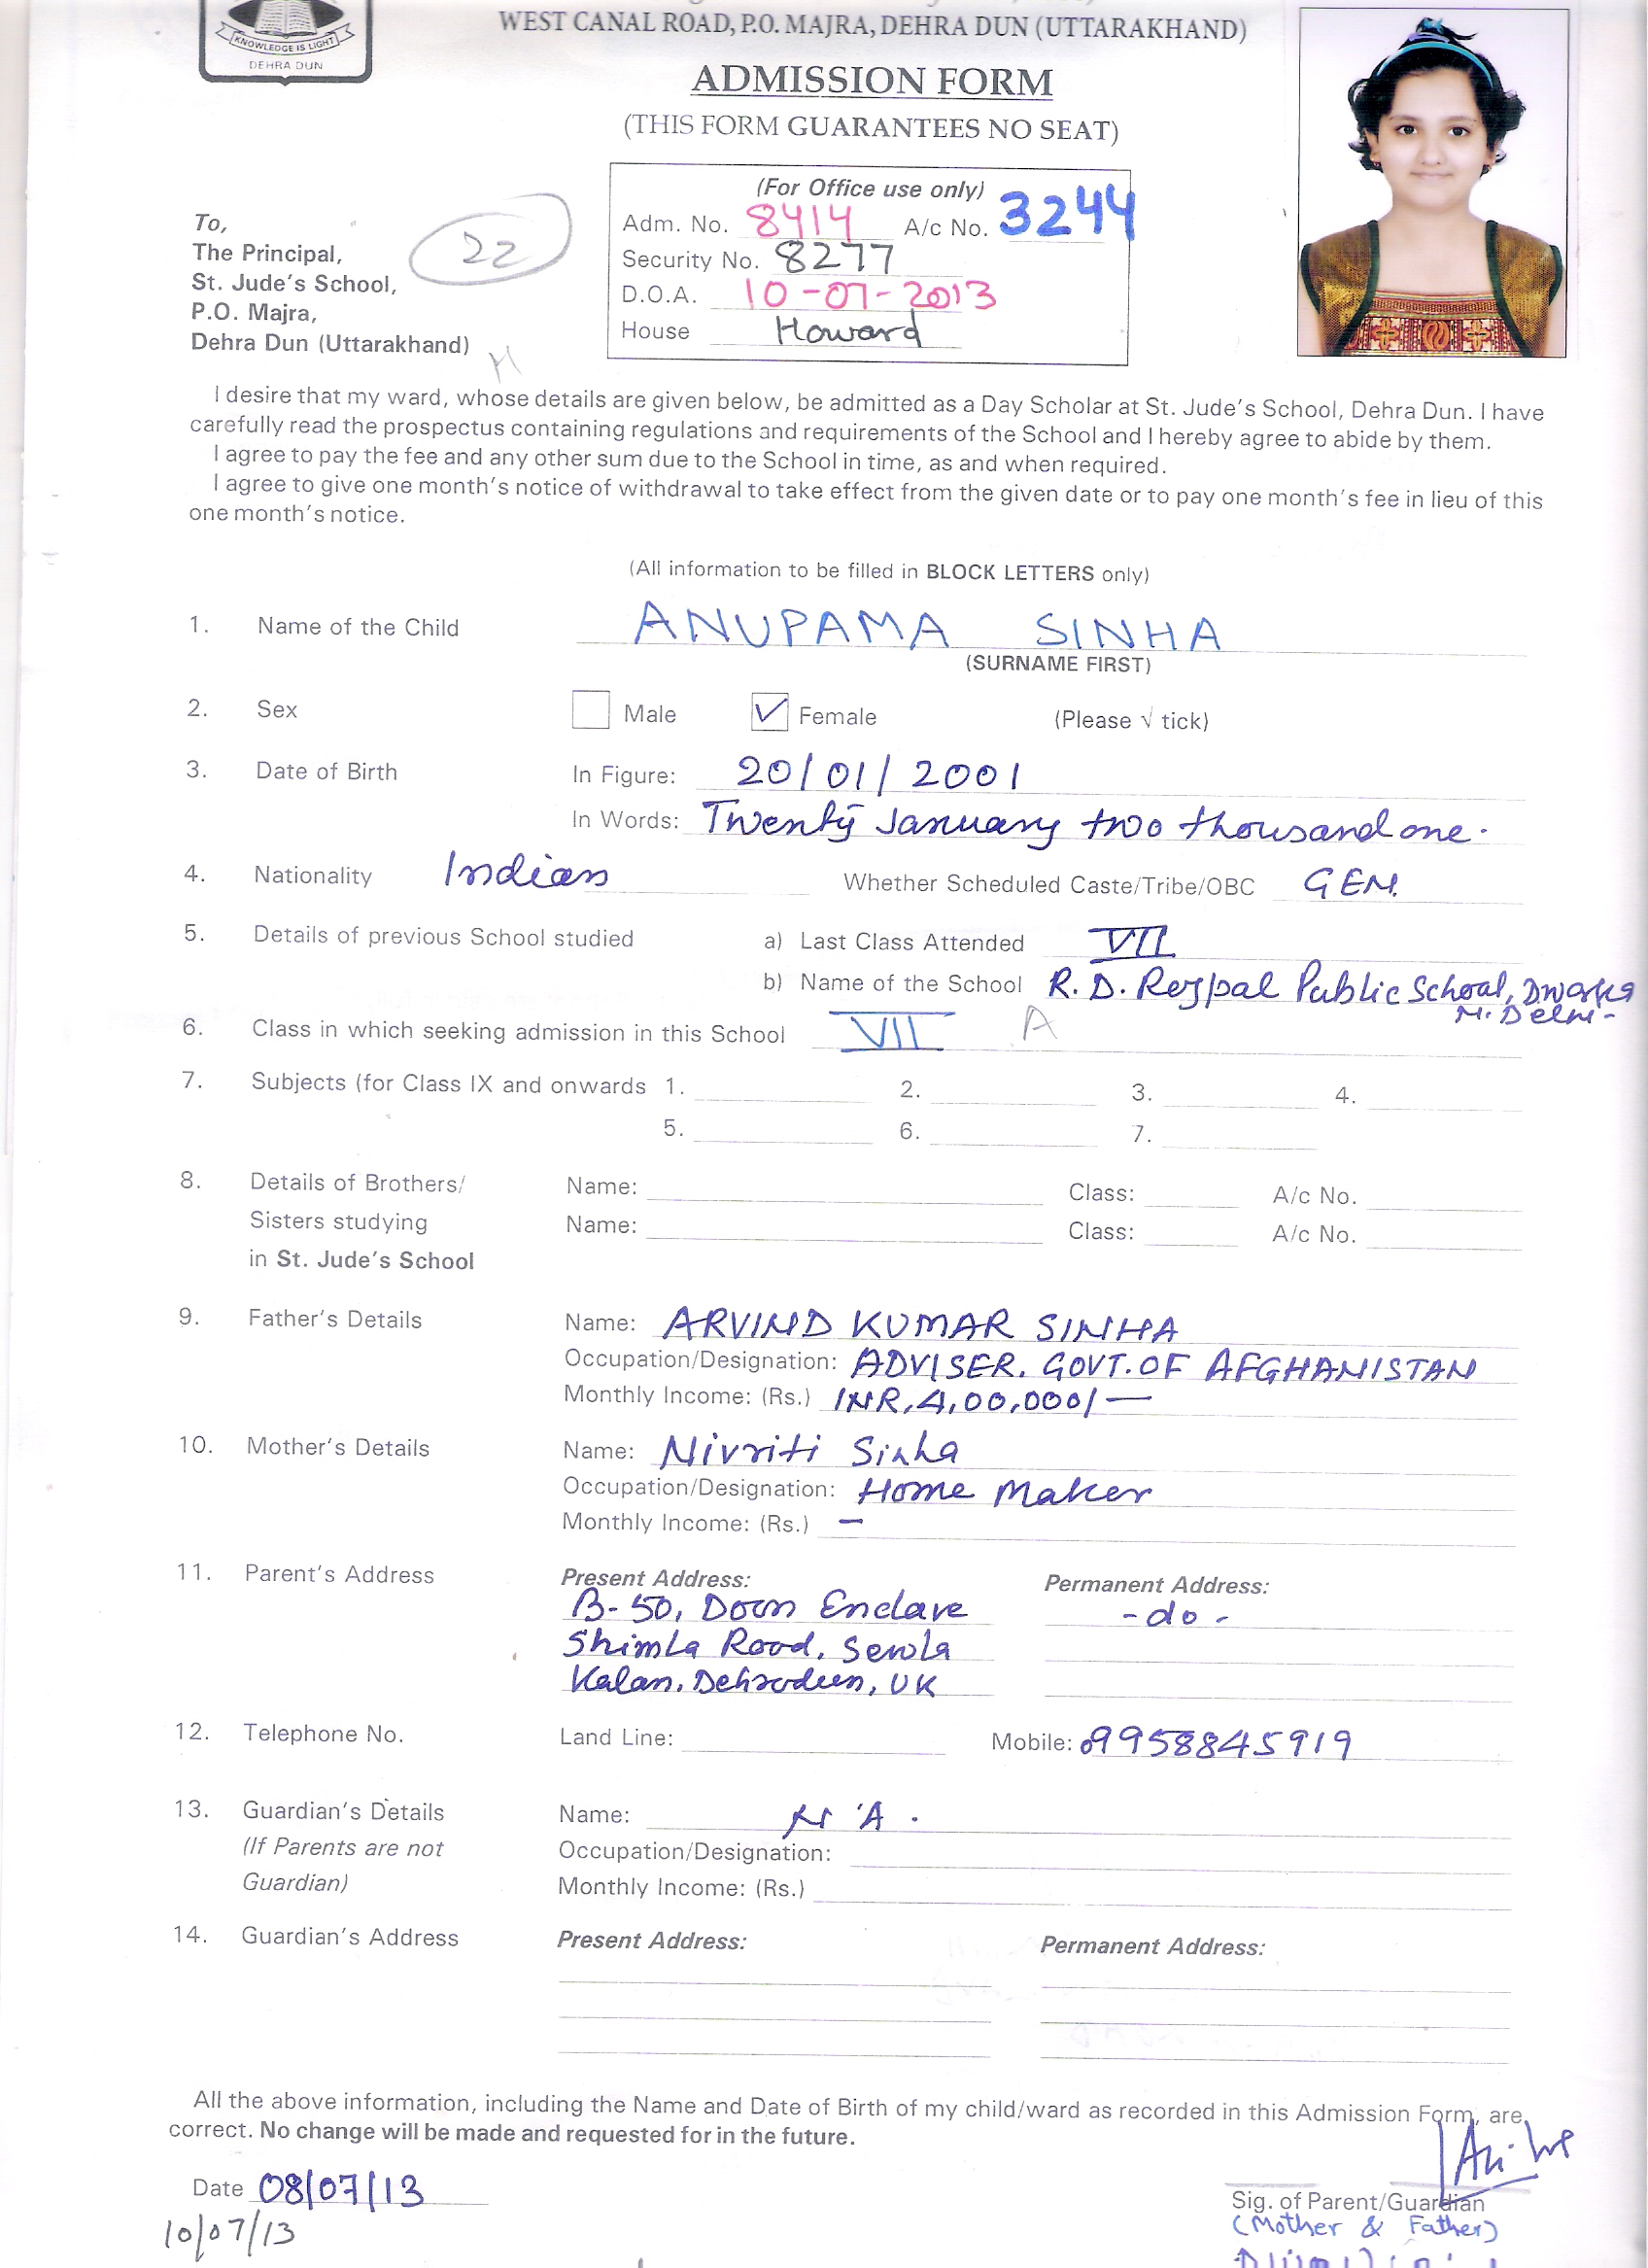 WEST CANAL ROAD, P.O. MAJRA, DEHRA DUN (UTTARAKHAND)
KNOWLEDGE IS LIGHT
DEHRA DUN
ADMISSION FORM
(THIS FORM GUARANTEES NO SEAT)
(For Office use only)
Adm. No. 8414 A/c No. 3244
Security No. 8277
D.O.A. 10-07-2013
House Howard
To,
The Principal,
St. Jude's School,
P.O. Majra,
Dehra Dun (Uttarakhand)
22
M
I desire that my ward, whose details are given below, be admitted as a Day Scholar at St. Jude's School, Dehra Dun. I have
carefully read the prospectus containing regulations and requirements of the School and I hereby agree to abide by them.
I agree to pay the fee and any other sum due to the School in time, as and when required.
I agree to give one month's notice of withdrawal to take effect from the given date or to pay one month's fee in lieu of this
one month's notice.
(All information to be filled in BLOCK LETTERS only)
1. Name of the Child ANUPAMA SINHA
(SURNAME FIRST)
2. Sex Male ✓ Female (Please √ tick)
3. Date of Birth In Figure: 20/01/2001
In Words: Twenty January two thousand one.
4. Nationality Indian Whether Scheduled Caste/Tribe/OBC GEN.
5. Details of previous School studied a) Last Class Attended VII
b) Name of the School R. D. Rajpal Public School, Dwarka
N. Delhi-
6. Class in which seeking admission in this School VII A
7. Subjects (for Class IX and onwards 1. 2. 3. 4.
5. 6. 7.
8. Details of Brothers/ Name: Class: A/c No.
Sisters studying Name: Class: A/c No.
in St. Jude's School
9. Father's Details Name: ARVIND KUMAR SINHA
Occupation/Designation: ADVISER. GOVT. OF AFGHANISTAN
Monthly Income: (Rs.) INR. 4,00,000/-
10. Mother's Details Name: Nivriti Sinha
Occupation/Designation: Home Maker
Monthly Income: (Rs.) -
11. Parent's Address Present Address: Permanent Address:
B-50, Doon Enclave -do-
Shimla Road, Sewla
Kalan, Dehradun, UK
12. Telephone No. Land Line: Mobile: 09958845919
13. Guardian's Details Name: N A .
(If Parents are not Occupation/Designation:
Guardian) Monthly Income: (Rs.)
14. Guardian's Address Present Address: Permanent Address:
All the above information, including the Name and Date of Birth of my child/ward as recorded in this Admission Form, are
correct. No change will be made and requested for in the future.
Date 08/07/13
10/07/13
Sig. of Parent/Guardian
(Mother & Father)